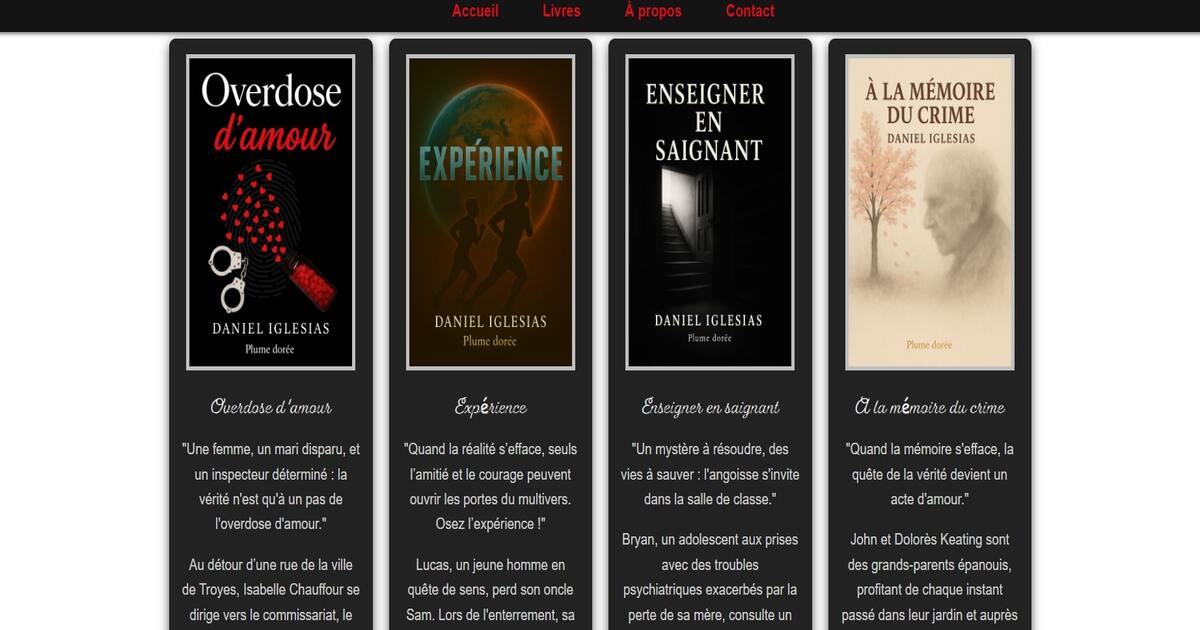 Accueil Livres À propos Contact
Overdose
d'amour
DANIEL IGLESIAS
Plume dorée
Overdose d'amour
"Une femme, un mari disparu, et
un inspecteur déterminé : la
vérité n'est qu'à un pas de
l'overdose d'amour."
Au détour d'une rue de la ville
de Troyes, Isabelle Chauffour se
dirige vers le commissariat, le
EXPÉRIENCE
DANIEL IGLESIAS
Plume dorée
Expérience
"Quand la réalité s'efface, seuls
l'amitié et le courage peuvent
ouvrir les portes du multivers.
Osez l'expérience !"
Lucas, un jeune homme en
quête de sens, perd son oncle
Sam. Lors de l'enterrement, sa
ENSEIGNER
EN
SAIGNANT
DANIEL IGLESIAS
Plume dorée
Enseigner en saignant
"Un mystère à résoudre, des
vies à sauver : l'angoisse s'invite
dans la salle de classe."
Bryan, un adolescent aux prises
avec des troubles
psychiatriques exacerbés par la
perte de sa mère, consulte un
À LA MÉMOIRE
DU CRIME
DANIEL IGLESIAS
Plume dorée
À la mémoire du crime
"Quand la mémoire s'efface, la
quête de la vérité devient un
acte d'amour."
John et Dolorès Keating sont
des grands-parents épanouis,
profitant de chaque instant
passé dans leur jardin et auprès